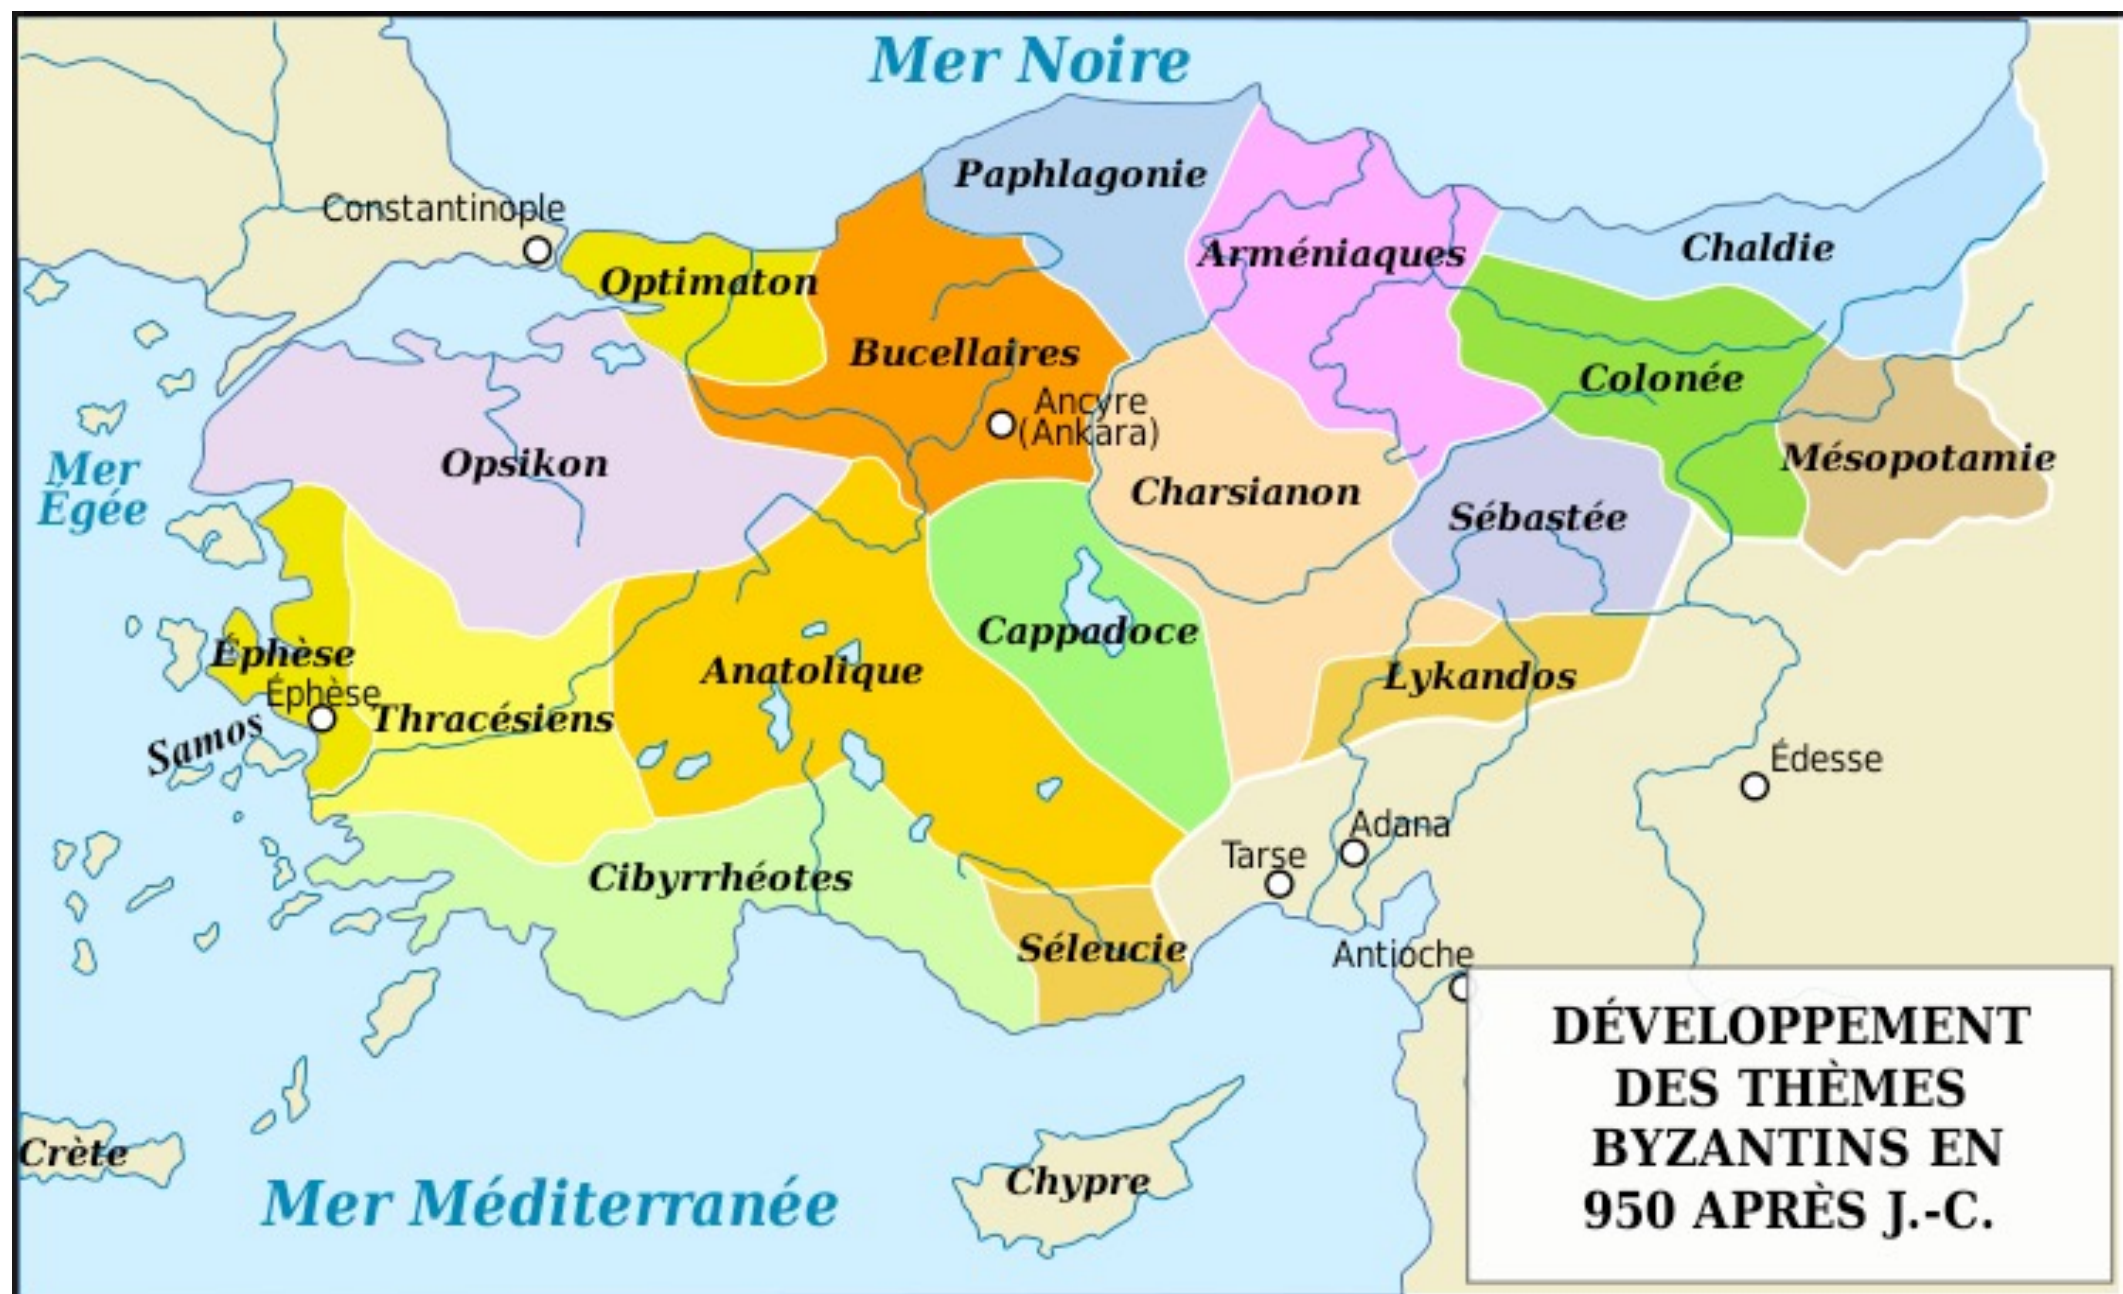 Mer Noire
Paphlagonie
Constantinople
Arméniaques
Chaldie
Optimaton
Bucellaires
Colonée
Ancyre
(Ankara)
Mer
Égée
Opsikon
Mésopotamie
Charsianon
Sébastée
Cappadoce
Éphèse
Anatolique
Lykandos
Éphèse
Thracésiens
Samos
Édesse
Adana
Tarse
Cibyrrhéotes
Séleucie
Antioche
DÉVELOPPEMENT
DES THÈMES
BYZANTINS EN
950 APRÈS J.-C.
Crète
Chypre
Mer Méditerranée